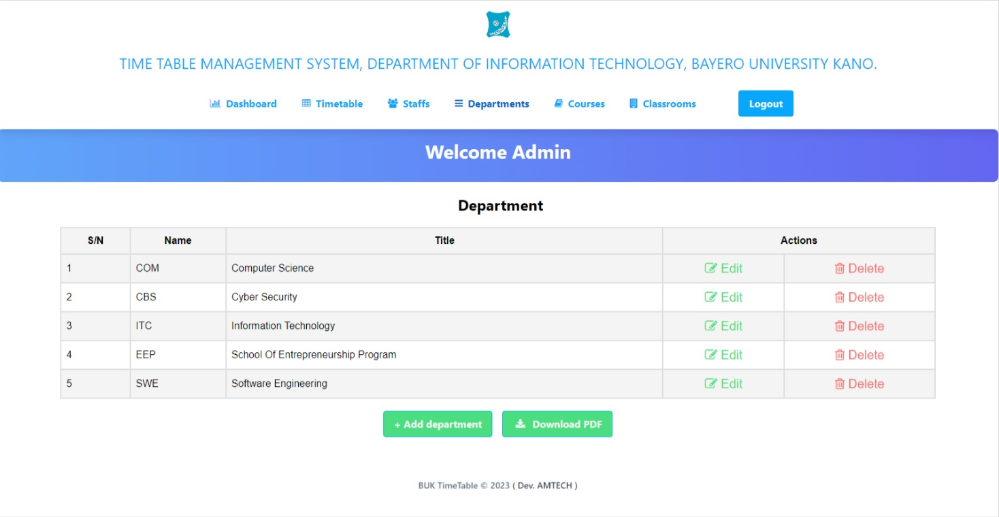 TIME TABLE MANAGEMENT SYSTEM, DEPARTMENT OF INFORMATION TECHNOLOGY, BAYERO UNIVERSITY KANO.
Dashboard Timetable Staffs Departments Courses Classrooms Logout
Welcome Admin
Department
S/N Name Title Actions
1 COM Computer Science Edit Delete
2 CBS Cyber Security Edit Delete
3 ITC Information Technology Edit Delete
4 EEP School Of Entrepreneurship Program Edit Delete
5 SWE Software Engineering Edit Delete
+ Add department Download PDF
BUK TimeTable © 2023 ( Dev. AMTECH )